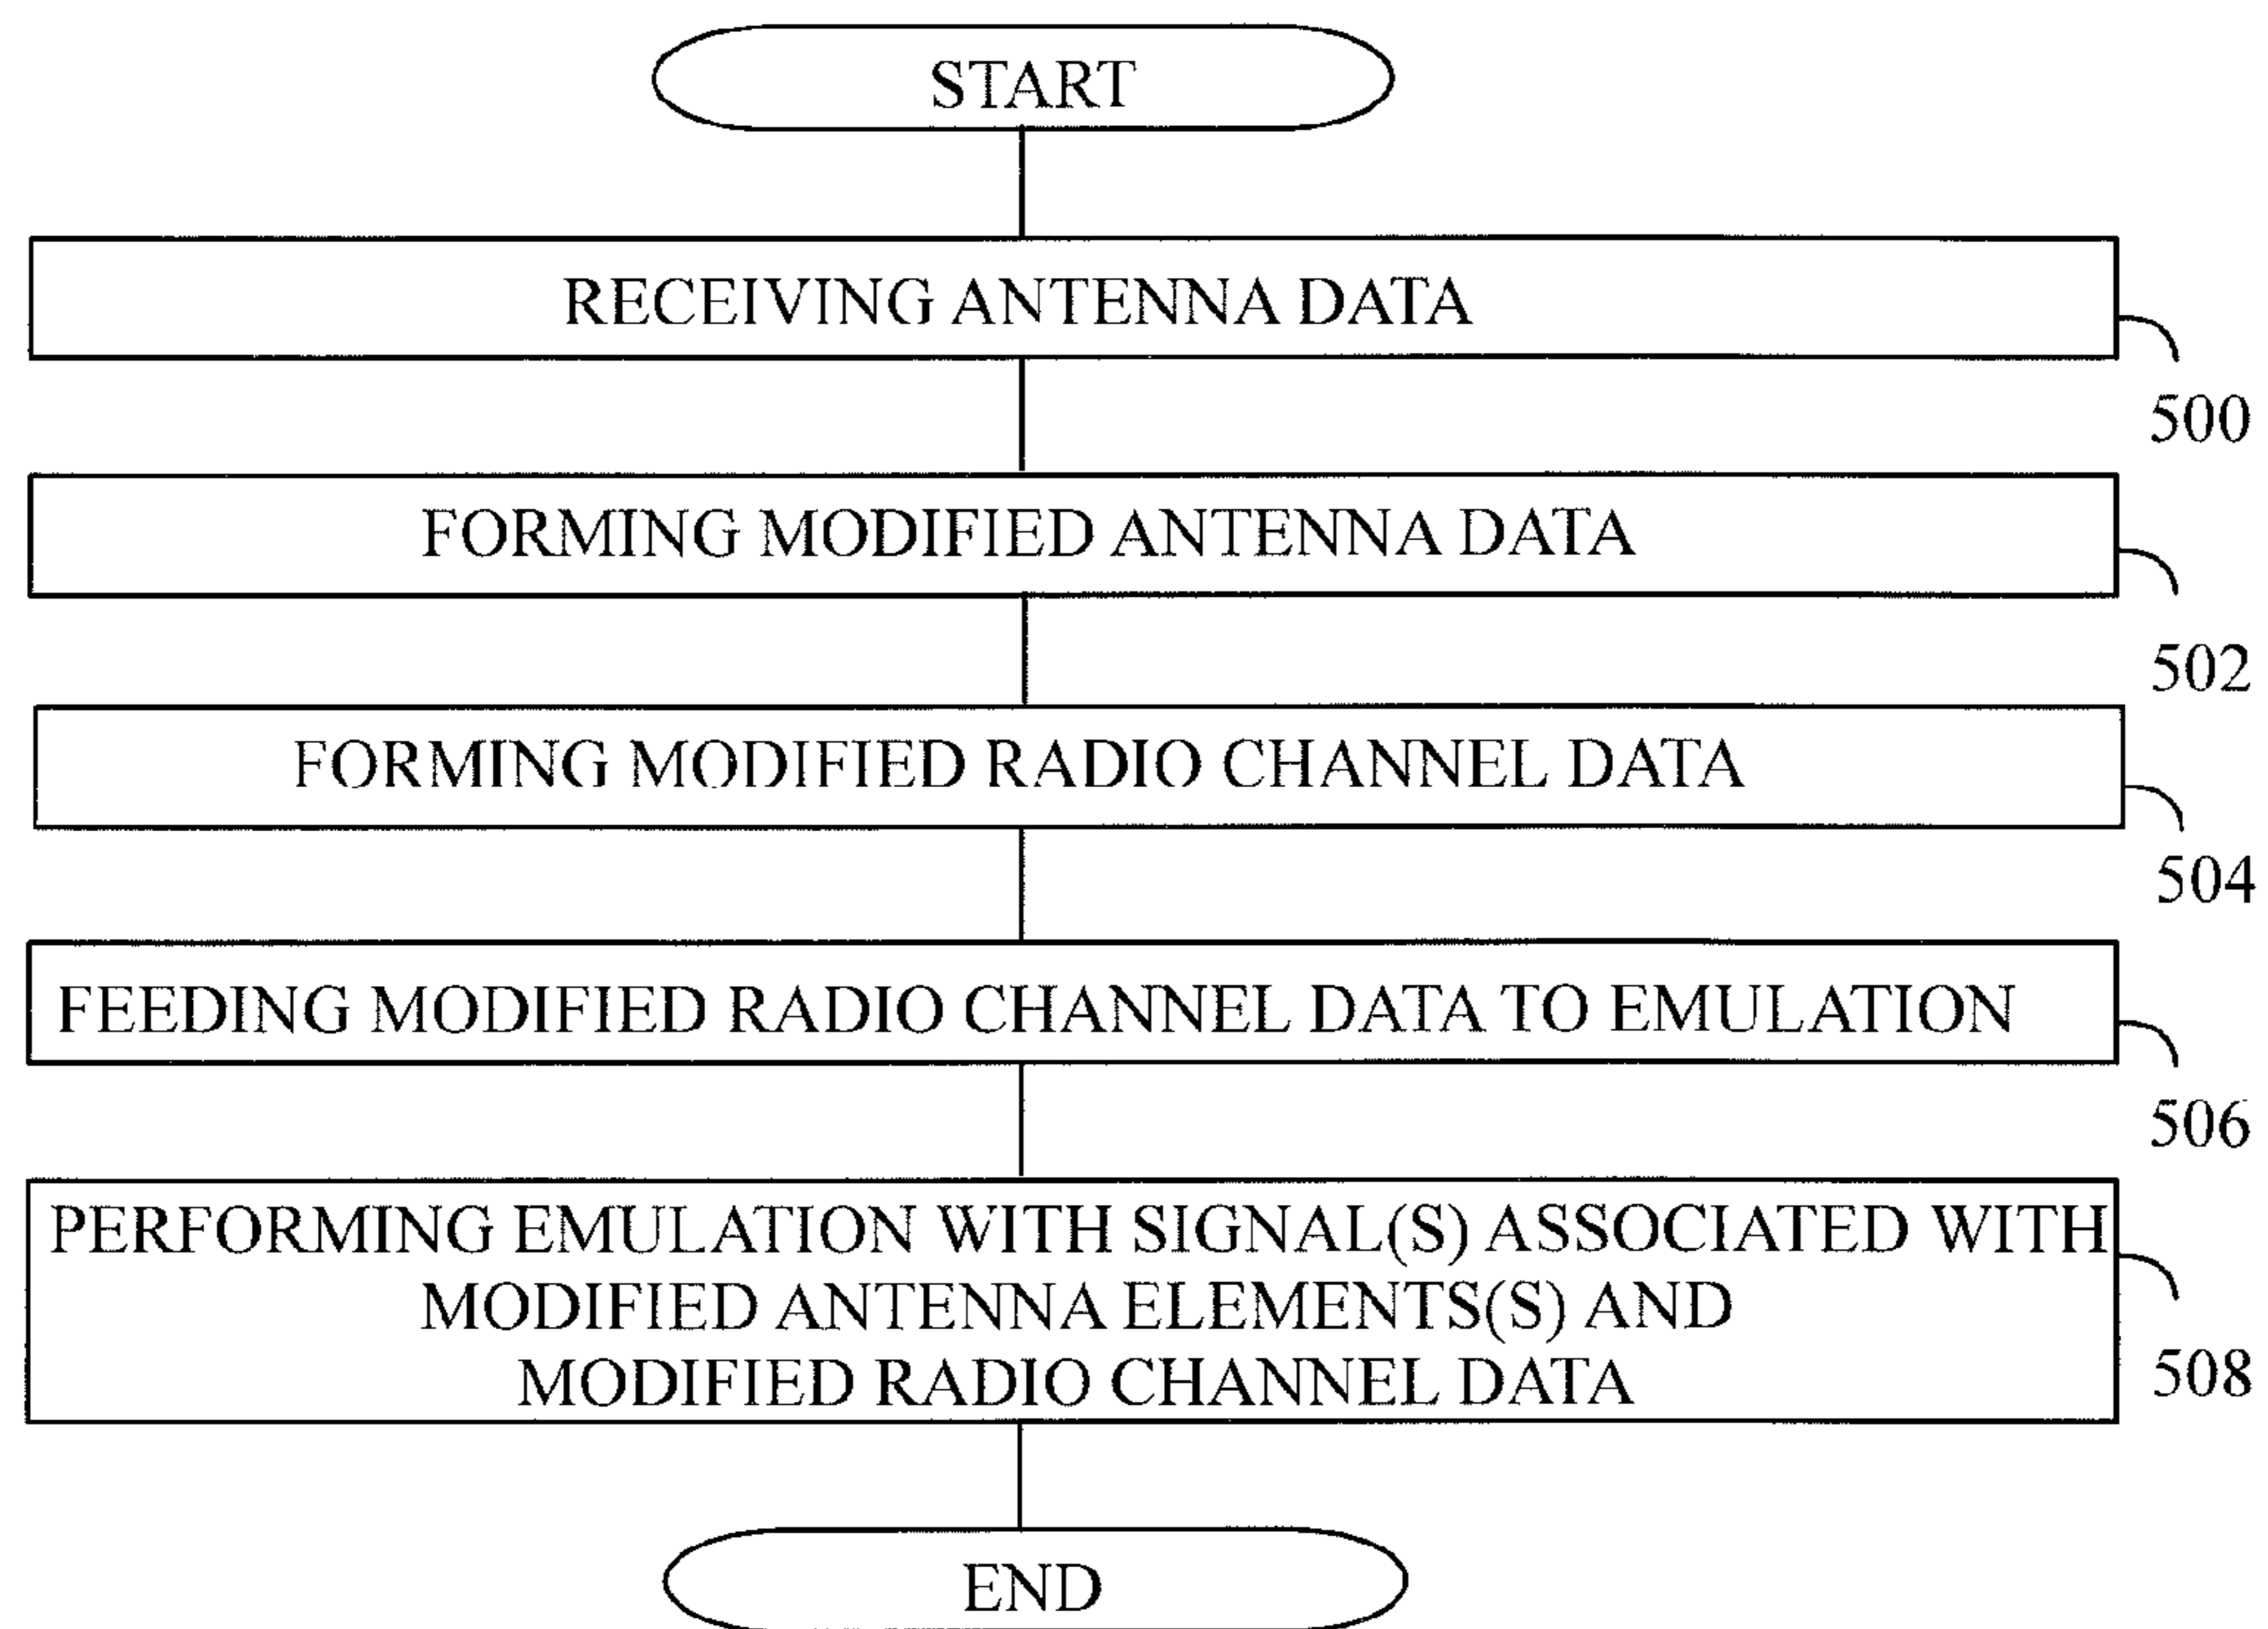 START
RECEIVING ANTENNA DATA
500
FORMING MODIFIED ANTENNA DATA
502
FORMING MODIFIED RADIO CHANNEL DATA
504
FEEDING MODIFIED RADIO CHANNEL DATA TO EMULATION
506
PERFORMING EMULATION WITH SIGNAL(S) ASSOCIATED WITH
MODIFIED ANTENNA ELEMENTS(S) AND
MODIFIED RADIO CHANNEL DATA
508
END